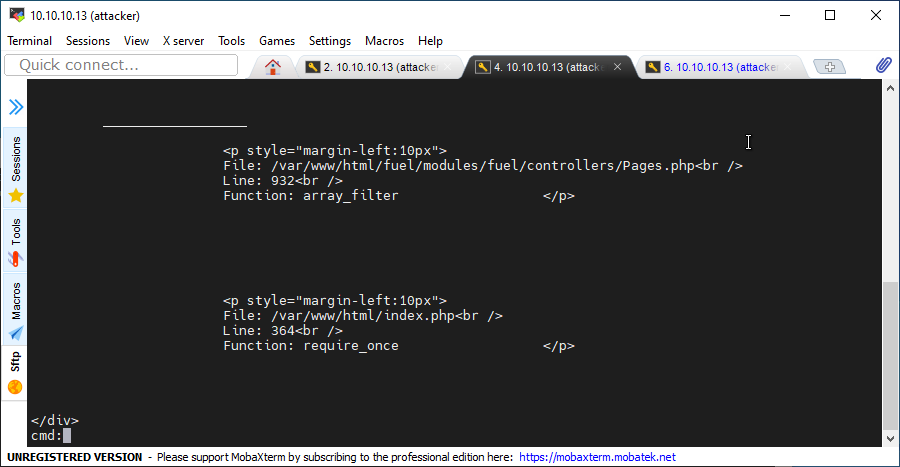 10.10.10.13 (attacker)
Terminal Sessions View X server Tools Games Settings Macros Help
Quick connect...
2. 10.10.10.13 (attacke
4. 10.10.10.13 (attacke
6. 10.10.10.13 (attacke
Sessions
Tools
Macros
Sftp
<p style="margin-left:10px">
File: /var/www/html/fuel/modules/fuel/controllers/Pages.php<br />
Line: 932<br />
Function: array_filter </p>
<p style="margin-left:10px">
File: /var/www/html/index.php<br />
Line: 364<br />
Function: require_once </p>
</div>
cmd:
UNREGISTERED VERSION - Please support MobaXterm by subscribing to the professional edition here: https://mobaxterm.mobatek.net